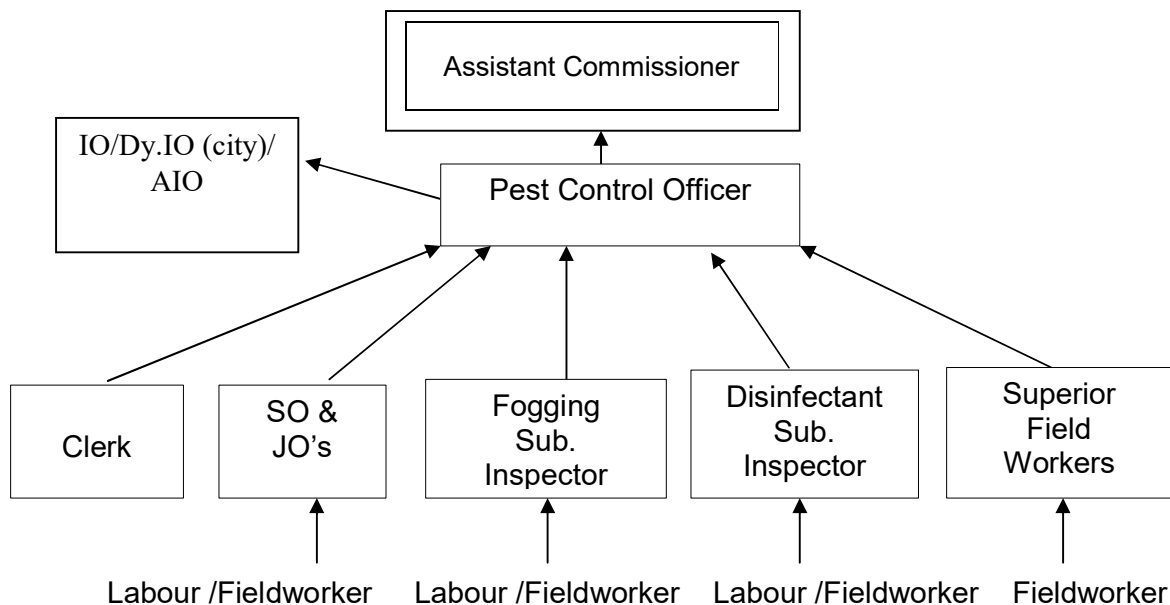 Assistant Commissioner
IO/Dy.IO (city)/
AIO
Pest Control Officer
Clerk
SO &
JO’s
Fogging
Sub.
Inspector
Disinfectant
Sub.
Inspector
Superior
Field
Workers
Labour /Fieldworker
Labour /Fieldworker
Labour /Fieldworker
Fieldworker